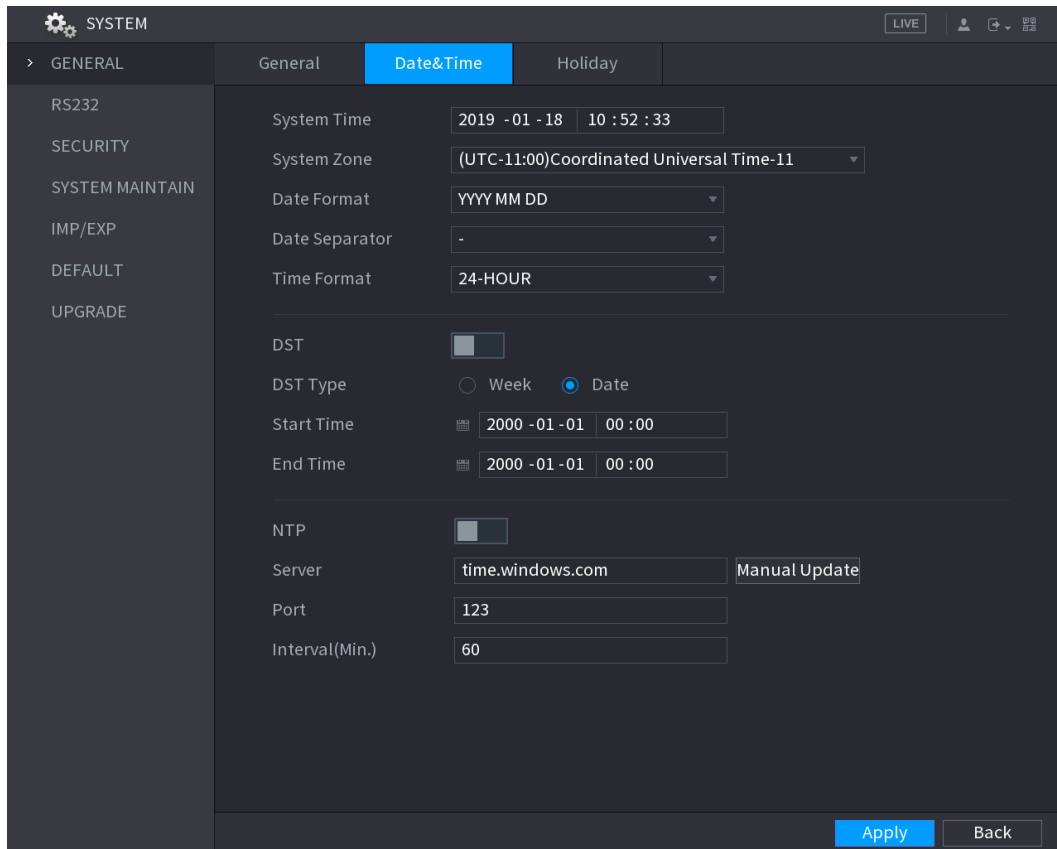 SYSTEM
LIVE
GENERAL
RS232
SECURITY
SYSTEM MAINTAIN
IMP/EXP
DEFAULT
UPGRADE
General Date&Time Holiday
System Time 2019 -01 -18 10 :52 :33
System Zone (UTC-11:00)Coordinated Universal Time-11
Date Format YYYY MM DD
Date Separator -
Time Format 24-HOUR
DST
DST Type Week Date
Start Time 2000 -01 -01 00 :00
End Time 2000 -01 -01 00 :00
NTP
Server time.windows.com Manual Update
Port 123
Interval(Min.) 60
Apply Back